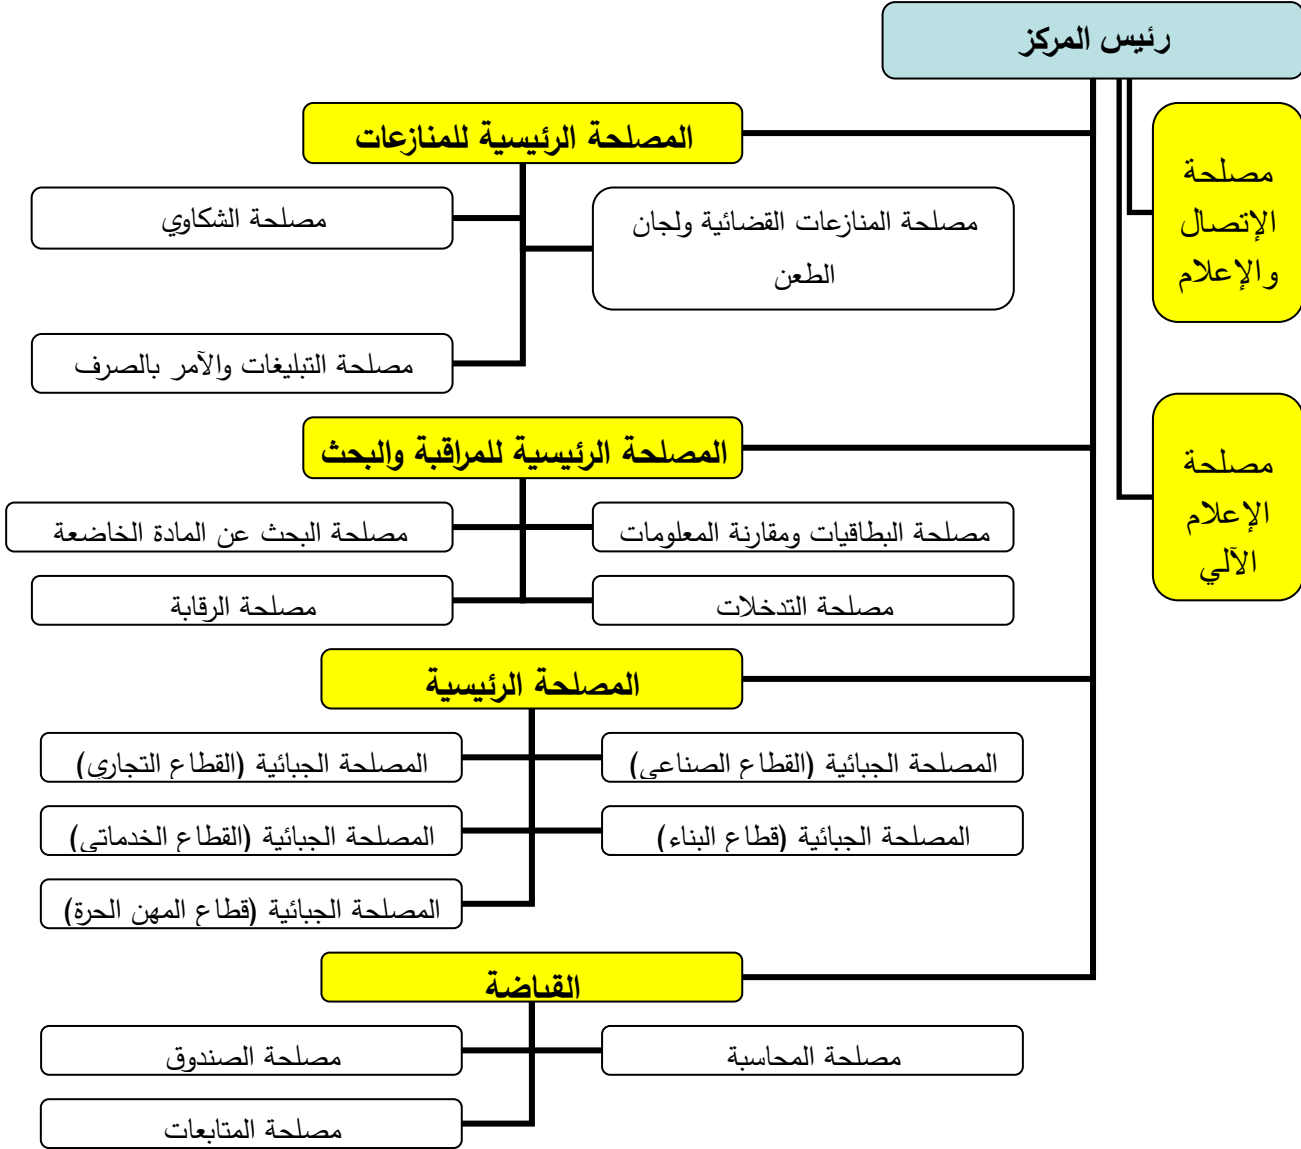 رئيس المركز
مصلحة
الإتصال
والإعلام
مصلحة
الإعلام
الآلي
المصلحة الرئيسية للمنازعات
مصلحة المنازعات القضائية ولجان
الطعن
مصلحة الشكاوي
مصلحة التبليغات والآمر بالصرف
المصلحة الرئيسية للمراقبة والبحث
مصلحة البطاقيات ومقارنة المعلومات
مصلحة البحث عن المادة الخاضعة
مصلحة التدخلات
مصلحة الرقابة
المصلحة الرئيسية
المصلحة الجبائية (القطاع الصناعي)
المصلحة الجبائية (القطاع التجاري)
المصلحة الجبائية (قطاع البناء)
المصلحة الجبائية (القطاع الخدماتي)
المصلحة الجبائية (قطاع المهن الحرة)
القباضة
مصلحة المحاسبة
مصلحة الصندوق
مصلحة المتابعات